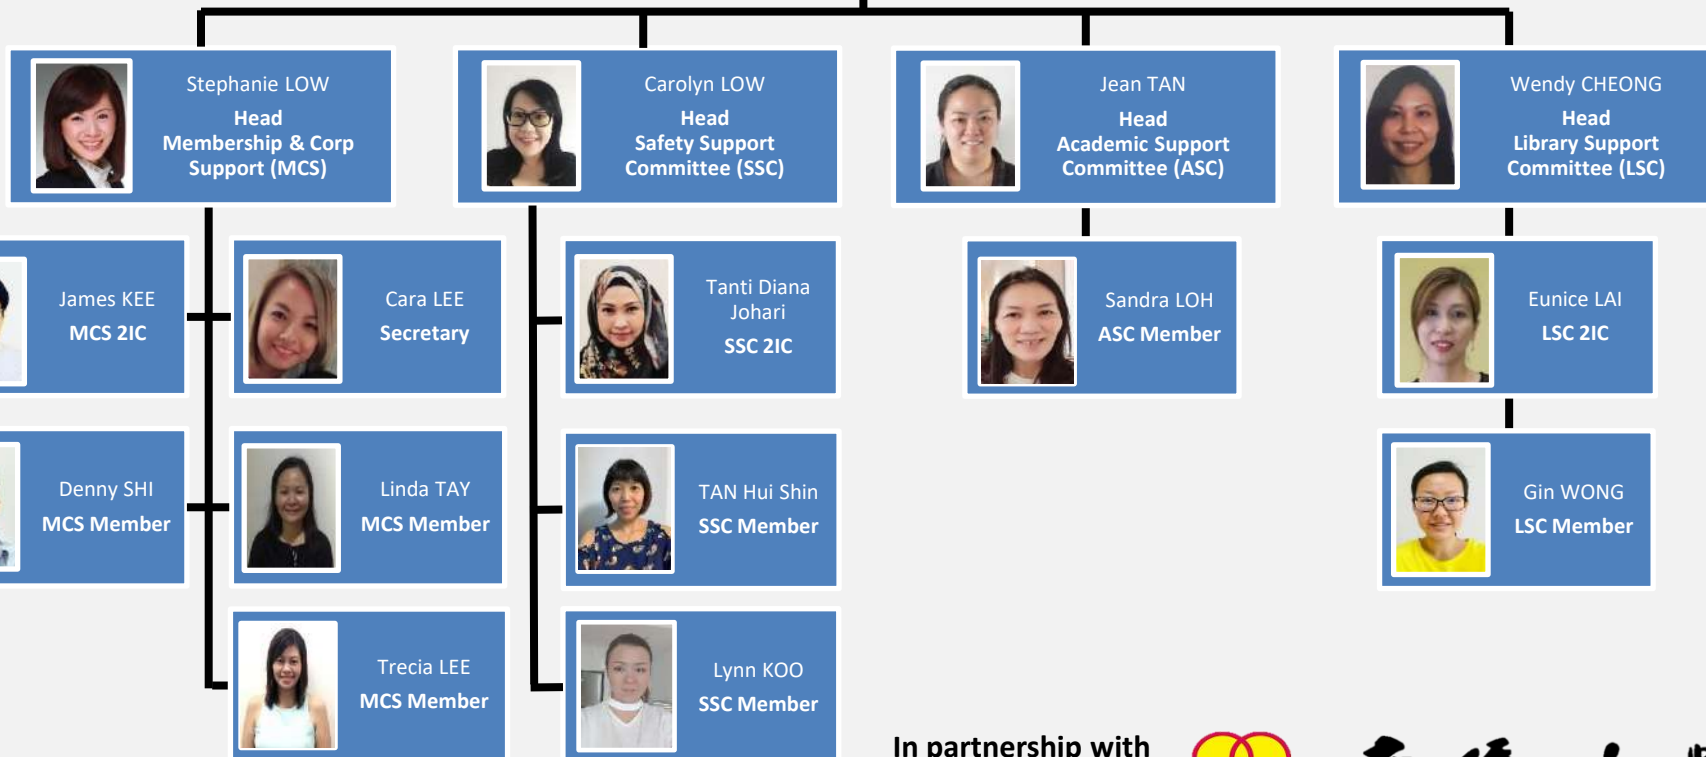 Stephanie LOW
Head
Membership & Corp
Support (MCS)
Carolyn LOW
Head
Safety Support
Committee (SSC)
Jean TAN
Head
Academic Support
Committee (ASC)
Wendy CHEONG
Head
Library Support
Committee (LSC)
James KEE
MCS 2IC
Cara LEE
Secretary
Tanti Diana
Johari
SSC 2IC
Sandra LOH
ASC Member
Eunice LAI
LSC 2IC
Denny SHI
MCS Member
Linda TAY
MCS Member
TAN Hui Shin
SSC Member
Gin WONG
LSC Member
Trecia LEE
MCS Member
Lynn KOO
SSC Member
In partnership with